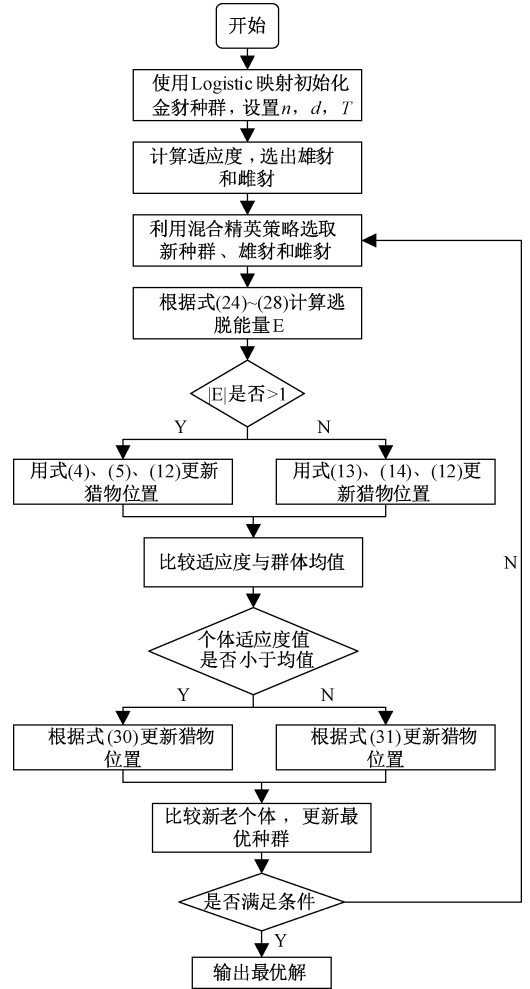 开始
使用Logistic映射初始化
金豺种群，设置n，d，T
计算适应度，选出雄豺
和雌豺
利用混合精英策略选取
新种群、雄豺和雌豺
根据式(24)~(28)计算逃
脱能量E
|E|是否>1
Y
N
用式(4)、(5)、(12)更新
猎物位置
用式(13)、(14)、(12)更
新猎物位置
比较适应度与群体均值
N
个体适应度值
是否小于均值
Y
N
根据式(30)更新猎物
位置
根据式(31)更新猎物
位置
比较新老个体，更新最
优种群
是否满足条件
Y
输出最优解